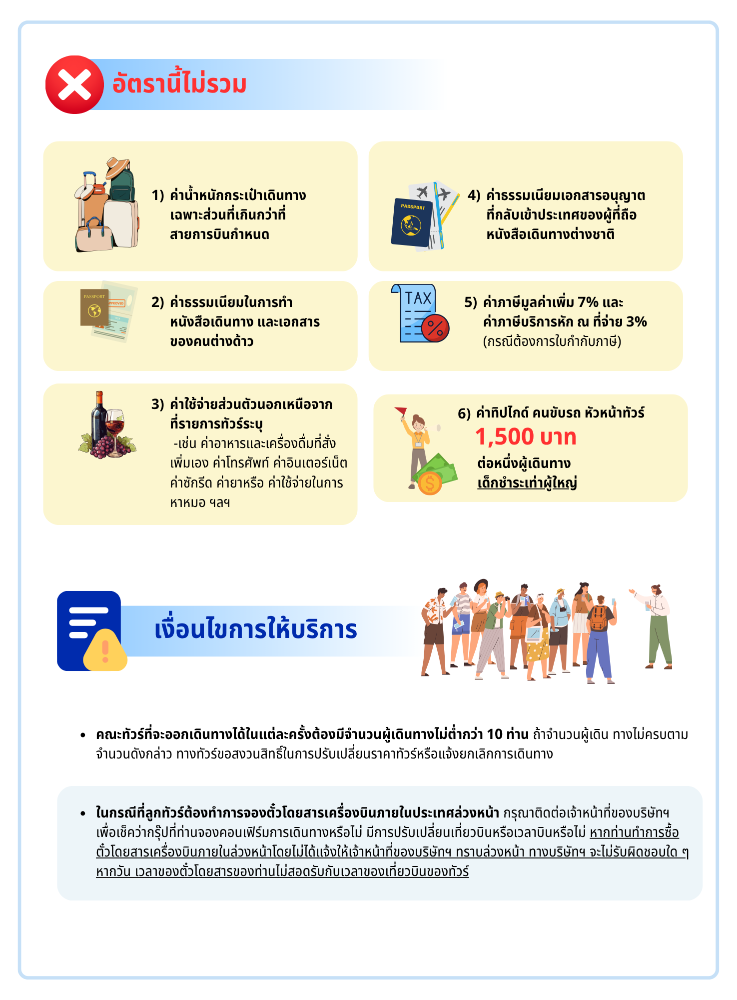 อัตรานี้ไม่รวม
1) ค่าน้ำหนักกระเป๋าเดินทาง
เฉพาะส่วนที่เกินกว่าที่
สายการบินกำหนด
PASSPORT
4) ค่าธรรมเนียมเอกสารอนุญาต
ที่กลับเข้าประเทศของผู้ที่ถือ
หนังสือเดินทางต่างชาติ
PASSPORT
APPROVED
VISA
2) ค่าธรรมเนียมในการทำ
หนังสือเดินทาง และเอกสาร
ของคนต่างด้าว
TAX
%
5) ค่าภาษีมูลค่าเพิ่ม 7% และ
ค่าภาษีบริการหัก ณ ที่จ่าย 3%
(กรณีต้องการใบกำกับภาษี)
3) ค่าใช้จ่ายส่วนตัวนอกเหนือจาก
ที่รายการทัวร์ระบุ
-เช่น ค่าอาหารและเครื่องดื่มที่สั่ง
เพิ่มเอง ค่าโทรศัพท์ ค่าอินเตอร์เน็ต
ค่าซักรีด ค่ายาหรือ ค่าใช้จ่ายในการ
หาหมอ ฯลฯ
6) ค่าทิปไกด์ คนขับรถ หัวหน้าทัวร์
1,500 บาท
ต่อหนึ่งผู้เดินทาง
เด็กชำระเท่าผู้ใหญ่
$
เงื่อนไขการให้บริการ
• คณะทัวร์ที่จะออกเดินทางได้ในแต่ละครั้งต้องมีจำนวนผู้เดินทางไม่ต่ำกว่า 10 ท่าน ถ้าจำนวนผู้เดิน ทางไม่ครบตาม
จำนวนดังกล่าว ทางทัวร์ขอสงวนสิทธิ์ในการปรับเปลี่ยนราคาทัวร์หรือแจ้งยกเลิกการเดินทาง
• ในกรณีที่ลูกทัวร์ต้องทำการจองตั๋วโดยสารเครื่องบินภายในประเทศล่วงหน้า กรุณาติดต่อเจ้าหน้าที่ของบริษัทฯ
เพื่อเช็คว่ากรุ๊ปที่ท่านจองคอนเฟิร์มการเดินทางหรือไม่ มีการปรับเปลี่ยนเที่ยวบินหรือเวลาบินหรือไม่ หากท่านทำการซื้อ
ตั๋วโดยสารเครื่องบินภายในล่วงหน้าโดยไม่ได้แจ้งให้เจ้าหน้าที่ของบริษัทฯ ทราบล่วงหน้า ทางบริษัทฯ จะไม่รับผิดชอบใด ๆ
หากวัน เวลาของตั๋วโดยสารของท่านไม่สอดรับกับเวลาของเที่ยวบินของทัวร์